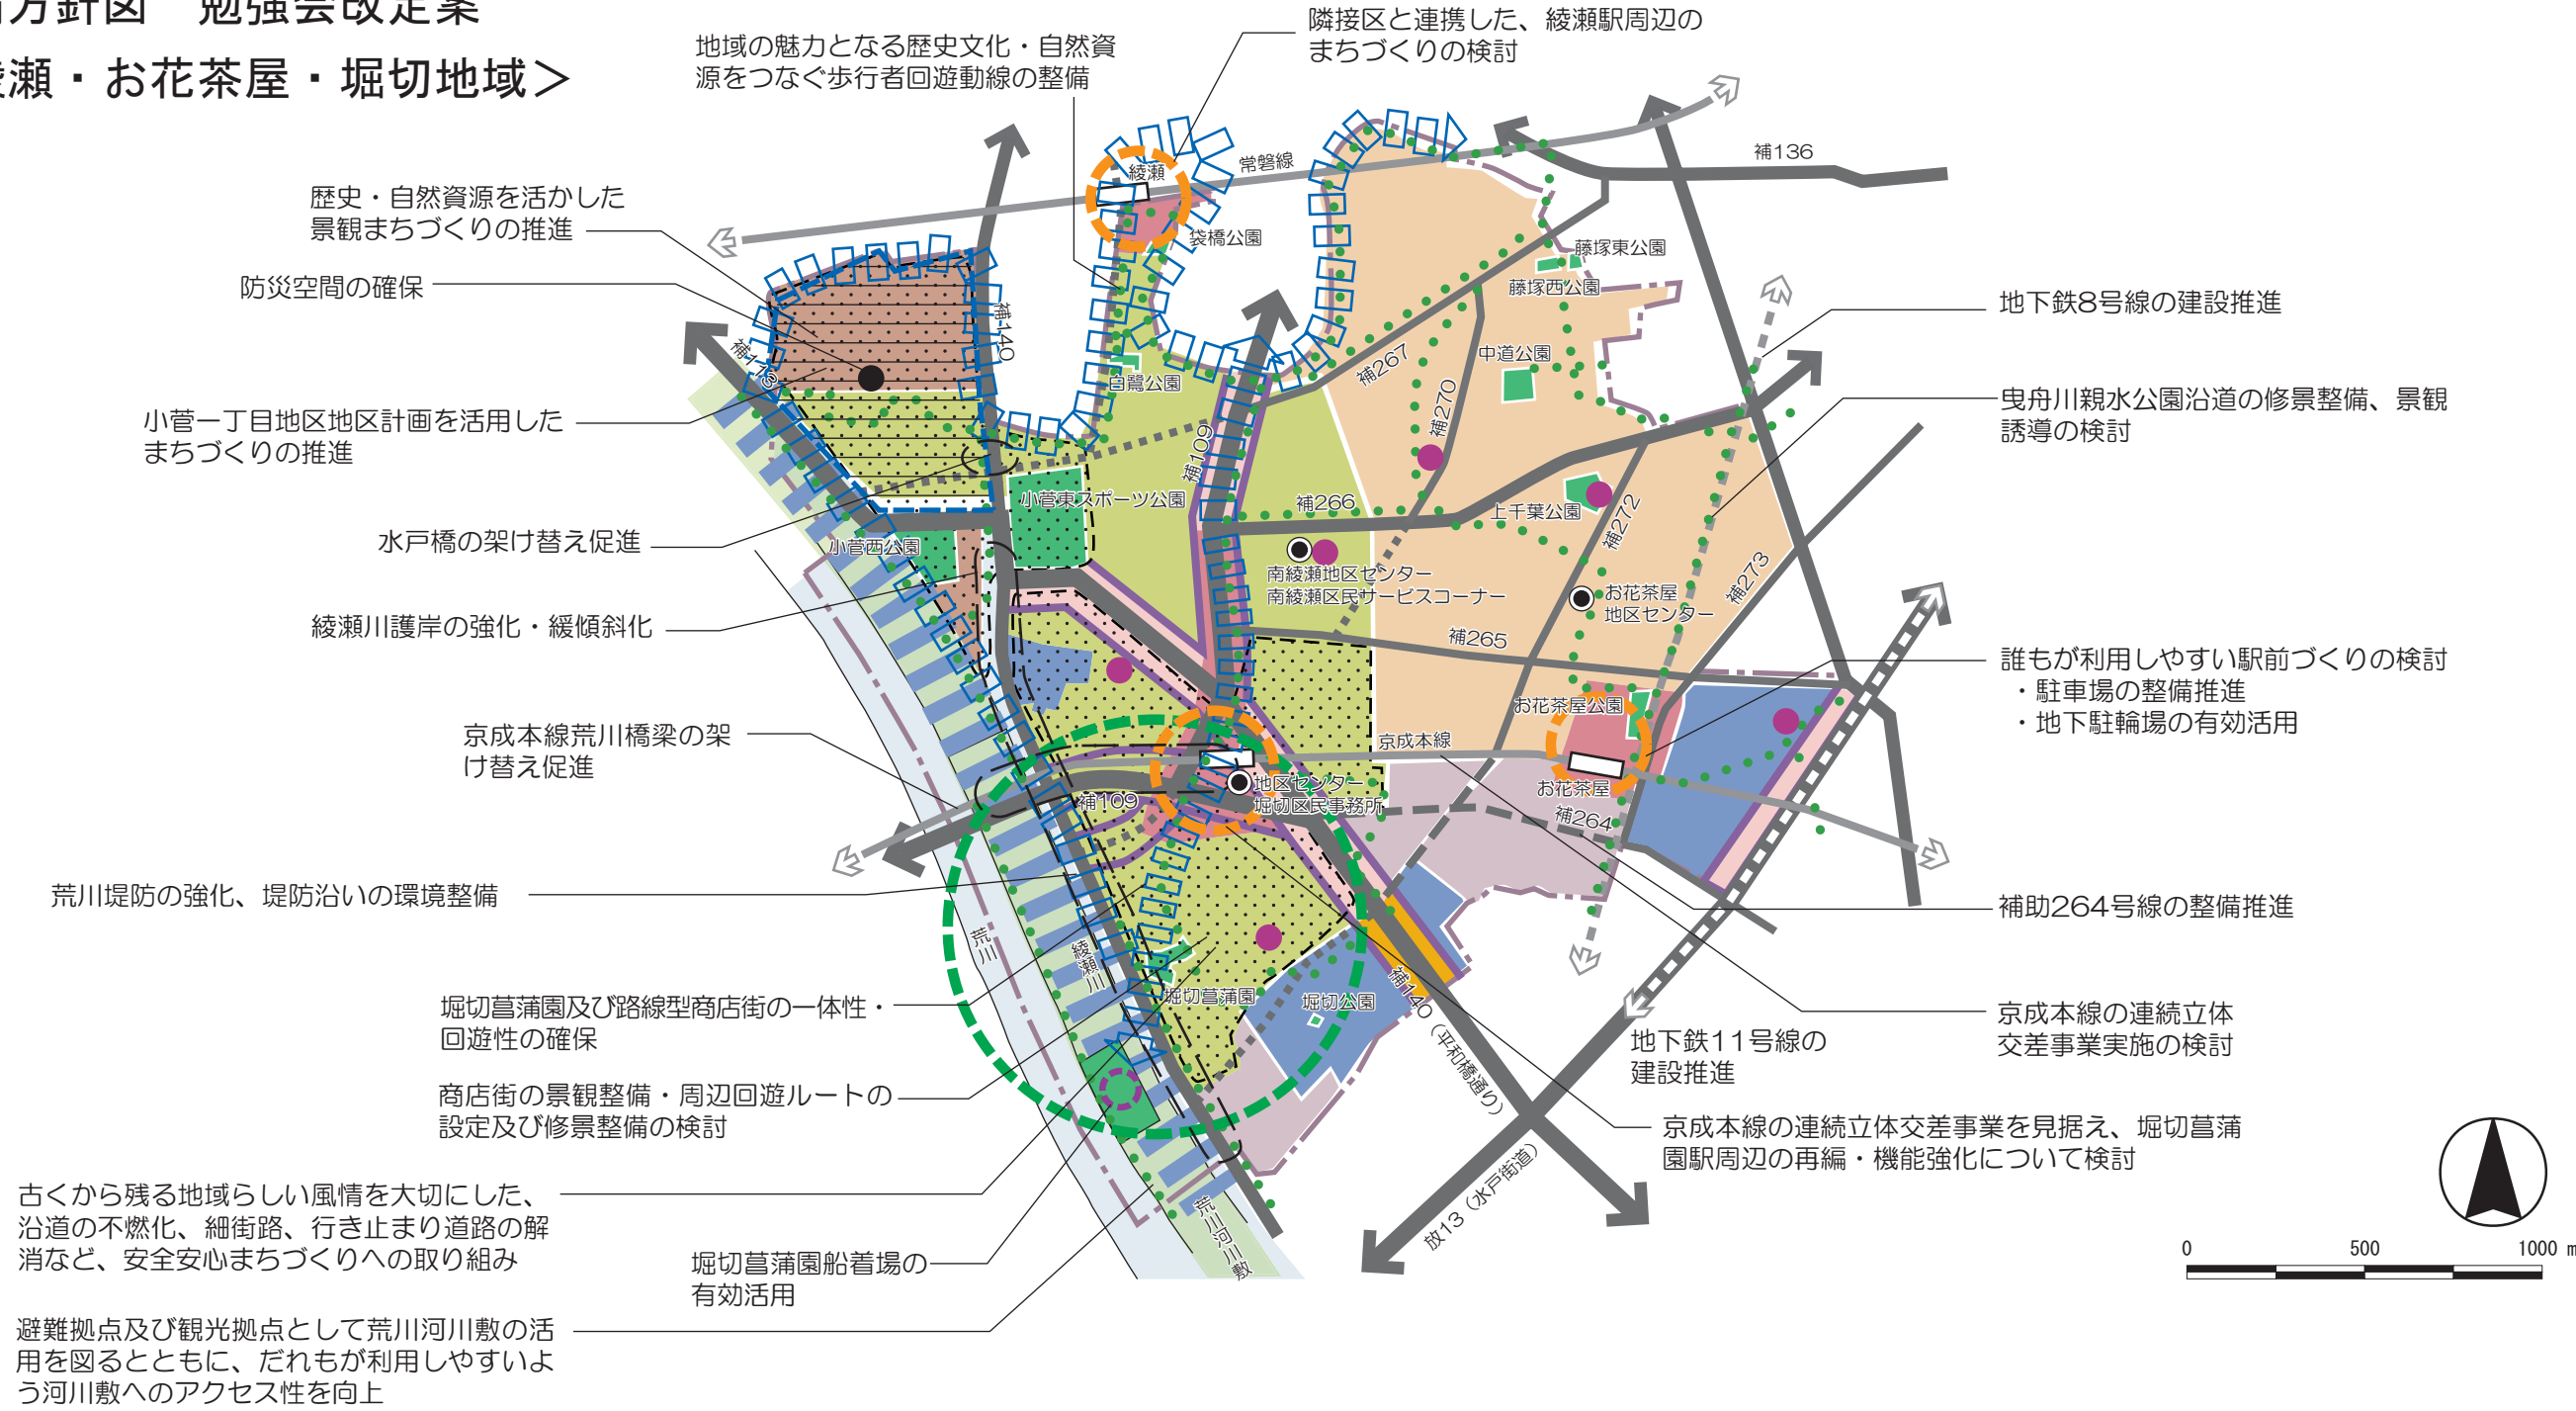 方針図　勉強会改定案
瀬・お花茶屋・堀切地域＞
地域の魅力となる歴史文化・自然資
源をつなぐ歩行者回遊動線の整備
隣接区と連携した、綾瀬駅周辺の
まちづくりの検討
歴史・自然資源を活かした
景観まちづくりの推進
防災空間の確保
小菅一丁目地区地区計画を活用した
まちづくりの推進
水戸橋の架け替え促進
綾瀬川護岸の強化・緩傾斜化
京成本線荒川橋梁の架
け替え促進
荒川堤防の強化、堤防沿いの環境整備
堀切菖蒲園及び路線型商店街の一体性・
回遊性の確保
商店街の景観整備・周辺回遊ルートの
設定及び修景整備の検討
古くから残る地域らしい風情を大切にした、
沿道の不燃化、細街路、行き止まり道路の解
消など、安全安心まちづくりへの取り組み
堀切菖蒲園船着場の
有効活用
避難拠点及び観光拠点として荒川河川敷の活
用を図るとともに、だれもが利用しやすいよ
う河川敷へのアクセス性を向上
地下鉄8号線の建設推進
曳舟川親水公園沿道の修景整備、景観
誘導の検討
誰もが利用しやすい駅前づくりの検討
・駐車場の整備推進
・地下駐輪場の有効活用
補助264号線の整備推進
京成本線の連続立体
交差事業実施の検討
地下鉄11号線の
建設推進
京成本線の連続立体交差事業を見据え、堀切菖蒲
園駅周辺の再編・機能強化について検討
綾瀬
常磐線
補136
袋橋公園
藤塚東公園
藤塚西公園
補140
補113
白鷺公園
補267
中道公園
補270
補109
小菅東スポーツ公園
補266
上千葉公園
補272
小菅西公園
南綾瀬地区センター
南綾瀬区民サービスコーナー
お花茶屋
地区センター
補273
補265
お花茶屋公園
京成本線
お花茶屋
地区センター
堀切区民事務所
補109
補264
荒川
綾瀬川
堀切菖蒲園
堀切公園
補140（平和橋通り）
放13（水戸街道）
荒川河川敷
0
500
1000 m